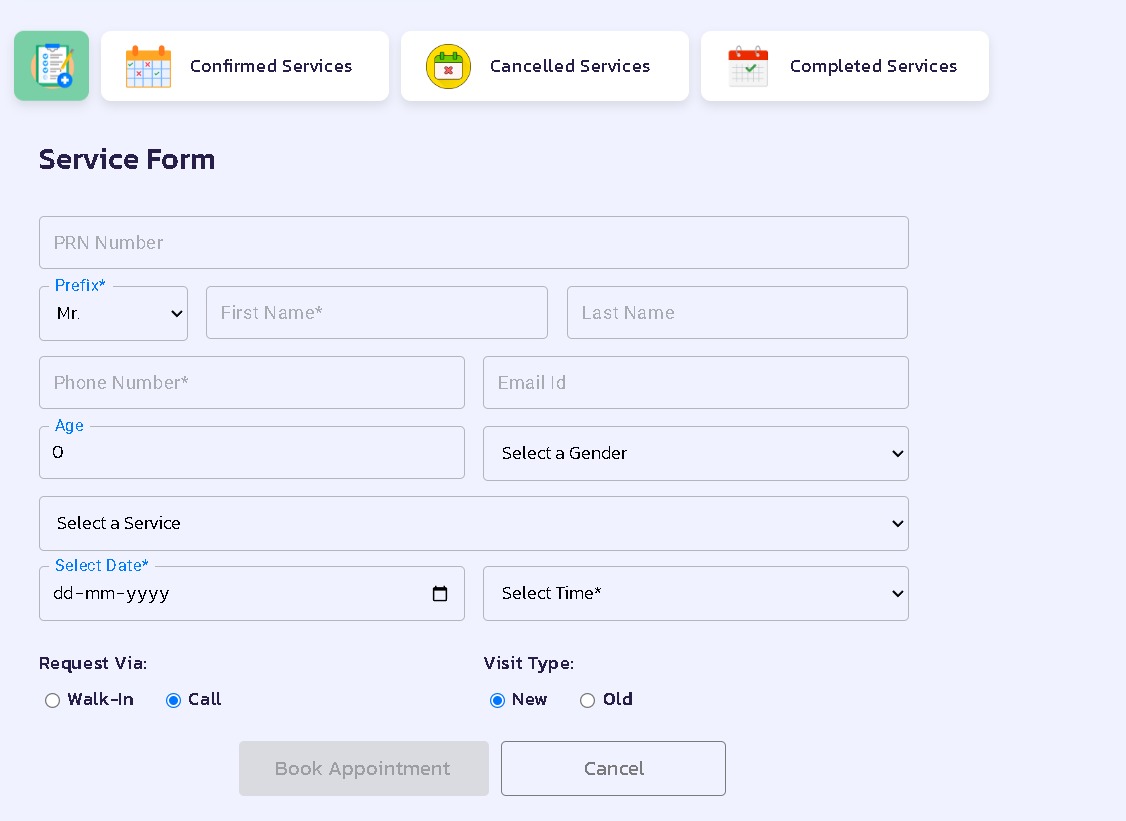 Confirmed Services
Cancelled Services
Completed Services
Service Form
PRN Number
Prefix*
Mr.
First Name*
Last Name
Phone Number*
Email Id
Age
0
Select a Gender
Select a Service
Select Date*
dd-mm-yyyy
Select Time*
Request Via:
Visit Type:
Walk-In
Call
New
Old
Book Appointment
Cancel